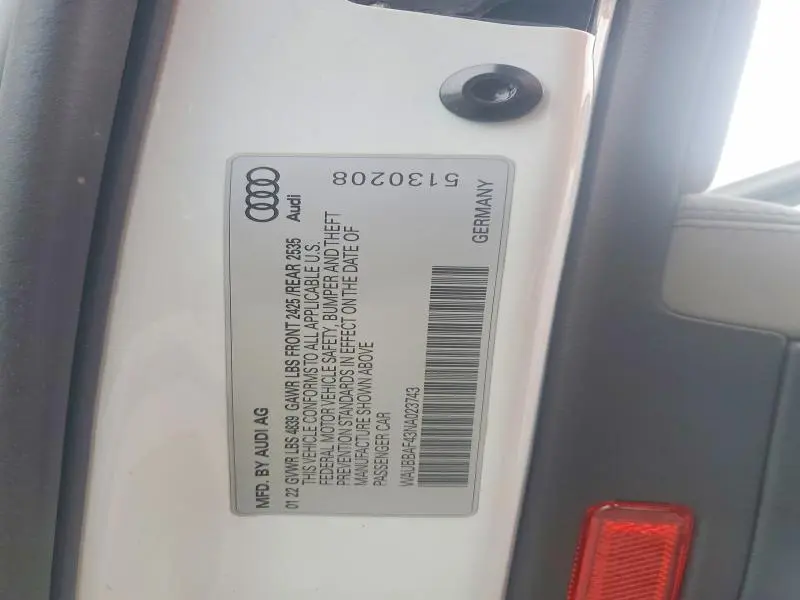 MFD. BY AUDI AG
Audi
01 22 GVWR LBS 4839 GAWR LBS FRONT 2425 /REAR 2535
THIS VEHICLE CONFORMS TO ALL APPLICABLE U.S.
FEDERAL MOTOR VEHICLE SAFETY, BUMPER AND THEFT
PREVENTION STANDARDS IN EFFECT ON THE DATE OF
MANUFACTURE SHOWN ABOVE
PASSENGER CAR
WAUBBAF43NA023743
GERMANY
5130208